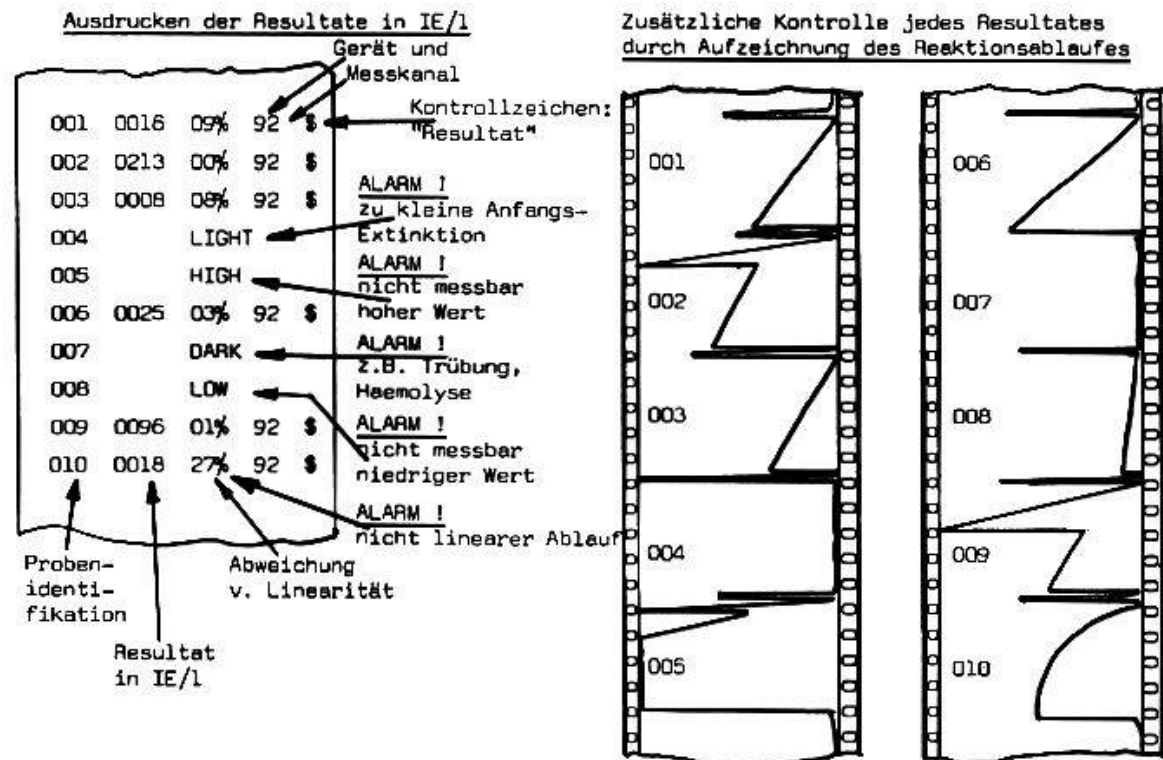 Ausdrucken der Resultate in IE/l
Gerät und
Messkanal
001 0016 09% 92 $
002 0213 00% 92 $
003 0008 08% 92 $
004 LIGHT
005 HIGH
006 0025 03% 92 $
007 DARK
008 LOW
009 0096 01% 92 $
010 0018 27% 92 $
Kontrollzeichen:
"Resultat"
ALARM !
zu kleine Anfangs-
Extinktion
ALARM !
nicht messbar
hoher Wert
ALARM !
z.B. Trübung,
Haemolyse
ALARM !
nicht messbar
niedriger Wert
ALARM !
nicht linearer Ablauf
Proben-
identi-
fikation
Abweichung
v. Linearität
Resultat
in IE/l
Zusätzliche Kontrolle jedes Resultates
durch Aufzeichnung des Reaktionsablaufes
001
002
003
004
005
006
007
008
009
010